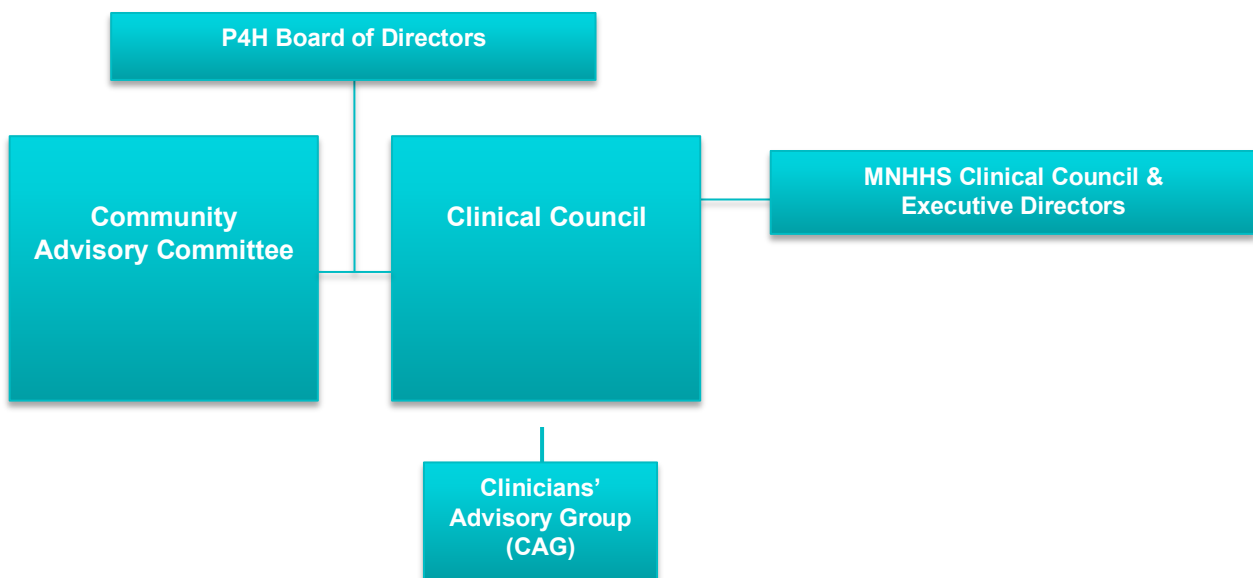 P4H Board of Directors
Community
Advisory Committee
Clinical Council
MNHHS Clinical Council &
Executive Directors
Clinicians’
Advisory Group
(CAG)